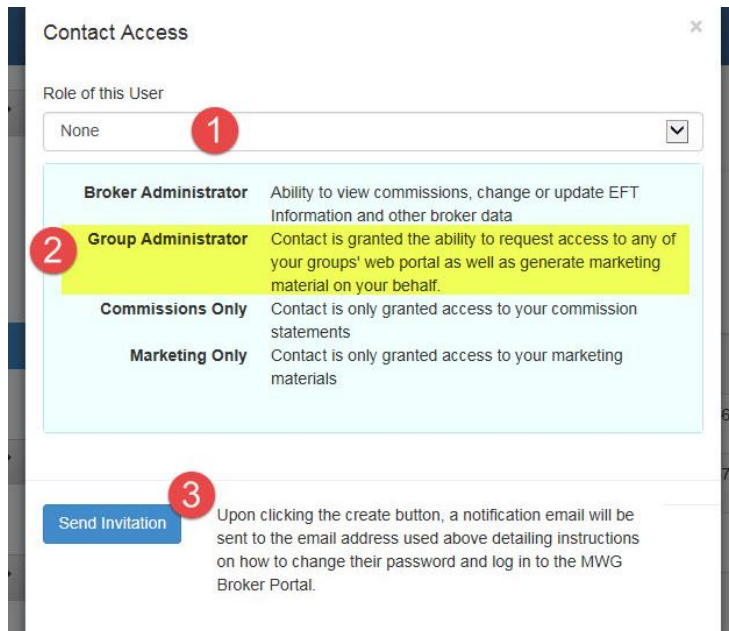 Contact Access
×
Role of this User
None
1
Broker Administrator Ability to view commissions, change or update EFT
Information and other broker data
2
Group Administrator Contact is granted the ability to request access to any of
your groups' web portal as well as generate marketing
material on your behalf.
Commissions Only Contact is only granted access to your commission
statements
Marketing Only Contact is only granted access to your marketing
materials
3
Send Invitation
Upon clicking the create button, a notification email will be
sent to the email address used above detailing instructions
on how to change their password and log in to the MWG
Broker Portal.